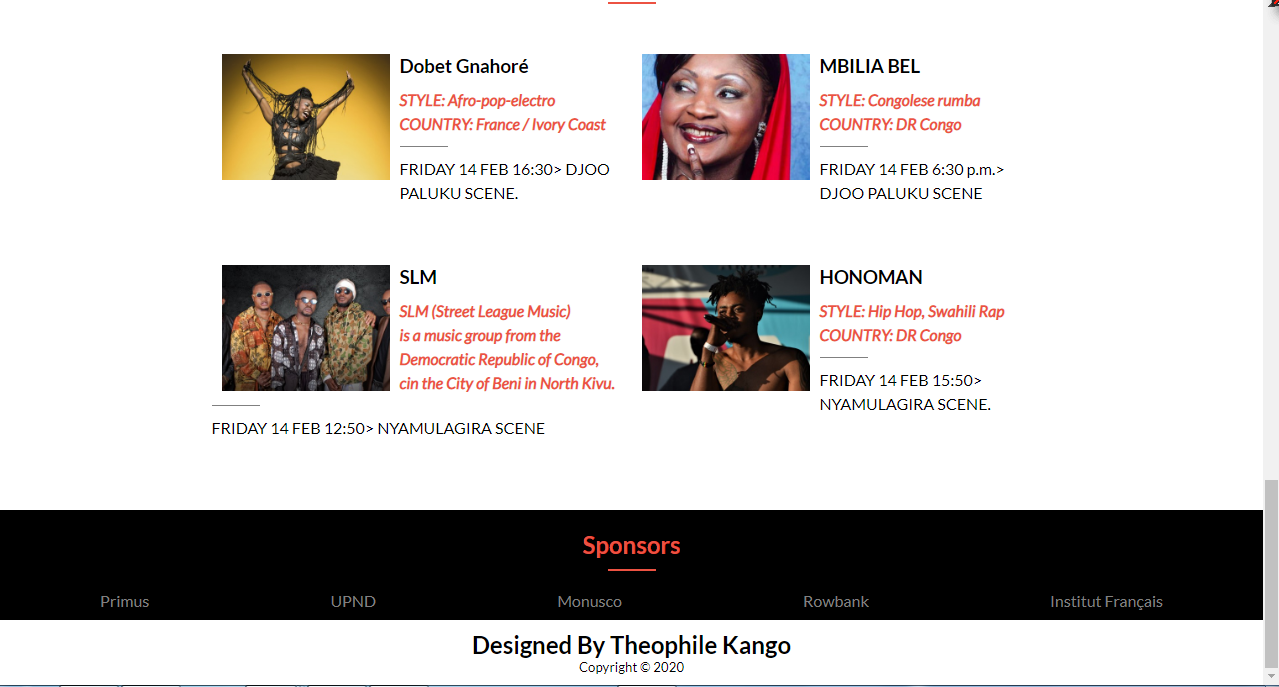 Dobet Gnahoré
STYLE: Afro-pop-electro
COUNTRY: France / Ivory Coast
FRIDAY 14 FEB 16:30> DJOO
PALUKU SCENE.
MBILIA BEL
STYLE: Congolese rumba
COUNTRY: DR Congo
FRIDAY 14 FEB 6:30 p.m.>
DJOO PALUKU SCENE
SLM
SLM (Street League Music)
is a music group from the
Democratic Republic of Congo,
cin the City of Beni in North Kivu.
FRIDAY 14 FEB 12:50> NYAMULAGIRA SCENE
HONOMAN
STYLE: Hip Hop, Swahili Rap
COUNTRY: DR Congo
FRIDAY 14 FEB 15:50>
NYAMULAGIRA SCENE.
Sponsors
Primus UPND Monusco Rowbank Institut Français
Designed By Theophile Kango
Copyright © 2020